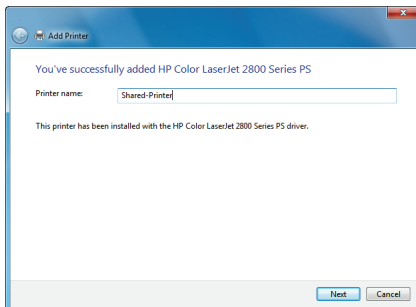 Add Printer
You've successfully added HP Color LaserJet 2800 Series PS
Printer name:
Shared-Printer
This printer has been installed with the HP Color LaserJet 2800 Series PS driver.
Next
Cancel